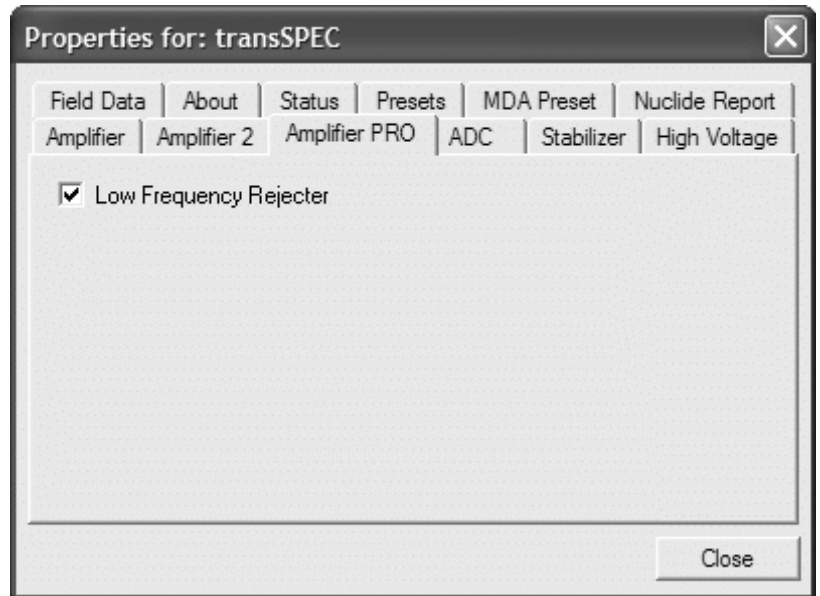 Properties for: transSPEC
Field Data About Status Presets MDA Preset Nuclide Report
Amplifier Amplifier 2 Amplifier PRO ADC Stabilizer High Voltage
Low Frequency Rejecter
Close